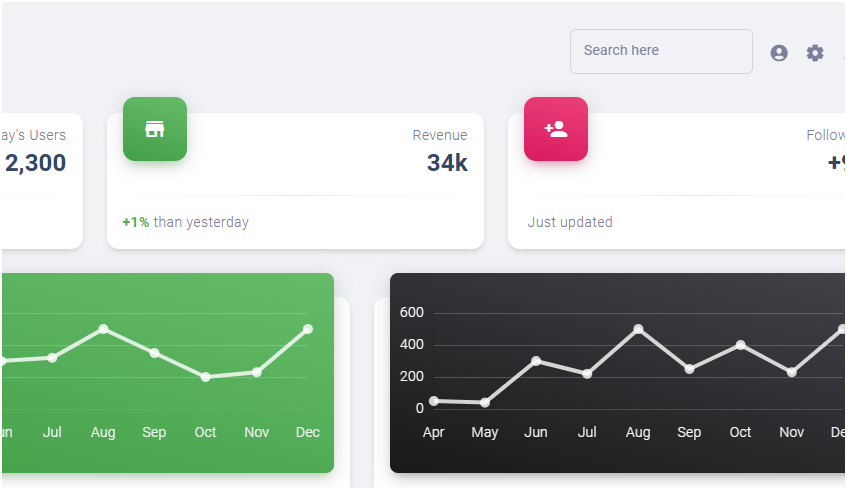 Search here
ay's Users
2,300
Revenue
34k
Follow
+9
+1% than yesterday
Just updated
un Jul Aug Sep Oct Nov Dec
600
400
200
0
Apr May Jun Jul Aug Sep Oct Nov De